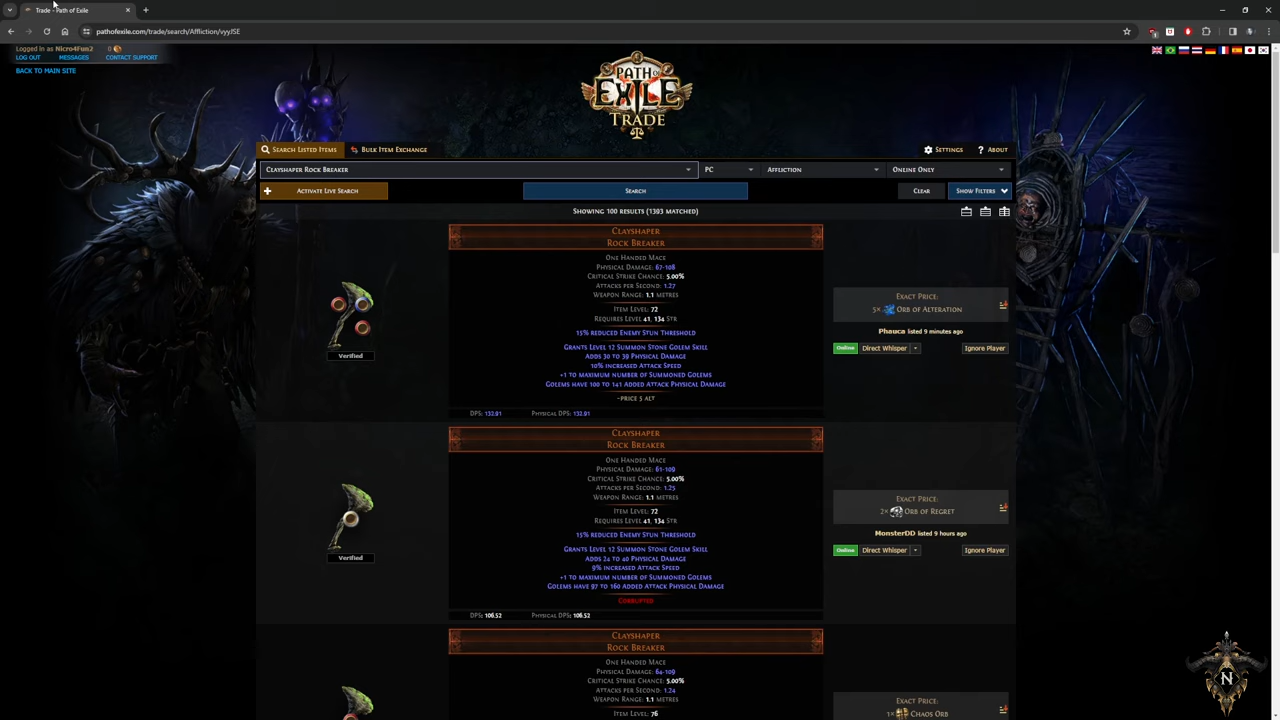 Trade - Path of Exile
pathofexile.com/trade/search/Affliction/vyyJSE
Logged in as Nicro4Fun2 0
LOG OUT MESSAGES CONTACT SUPPORT
BACK TO MAIN SITE
PATH OF EXILE
TRADE
Search Listed Items Bulk Item Exchange Settings ? About
Clayshaper Rock Breaker PC Affliction Online Only
+ Activate Live Search Search Clear Show Filters
Showing 100 results (1393 matched)
Clayshaper
Rock Breaker
One Handed Mace
Physical Damage: 67-108
Critical Strike Chance: 5.00%
Attacks per Second: 1.27
Weapon Range: 1.1 metres
Item Level: 72
Requires Level 41, 134 Str
15% reduced Enemy Stun Threshold
Grants Level 12 Summon Stone Golem Skill
Adds 30 to 39 Physical Damage
10% increased Attack Speed
+1 to maximum number of Summoned Golems
Golems have 100 to 141 Added Attack Physical Damage
~price 5 alt
DPS: 132.91 Physical DPS: 132.91
Verified
Exact Price:
5× Orb of Alteration
Phauca listed 9 minutes ago
Online Direct Whisper Ignore Player
Clayshaper
Rock Breaker
One Handed Mace
Physical Damage: 61-109
Critical Strike Chance: 5.00%
Attacks per Second: 1.25
Weapon Range: 1.1 metres
Item Level: 72
Requires Level 41, 134 Str
15% reduced Enemy Stun Threshold
Grants Level 12 Summon Stone Golem Skill
Adds 24 to 40 Physical Damage
9% increased Attack Speed
+1 to maximum number of Summoned Golems
Golems have 97 to 160 Added Attack Physical Damage
Corrupted
DPS: 106.52 Physical DPS: 106.52
Verified
Exact Price:
2× Orb of Regret
MonsterDD listed 9 hours ago
Online Direct Whisper Ignore Player
Clayshaper
Rock Breaker
One Handed Mace
Physical Damage: 64-109
Critical Strike Chance: 5.00%
Attacks per Second: 1.24
Weapon Range: 1.1 metres
Item Level: 76
Exact Price:
1× Chaos Orb
N